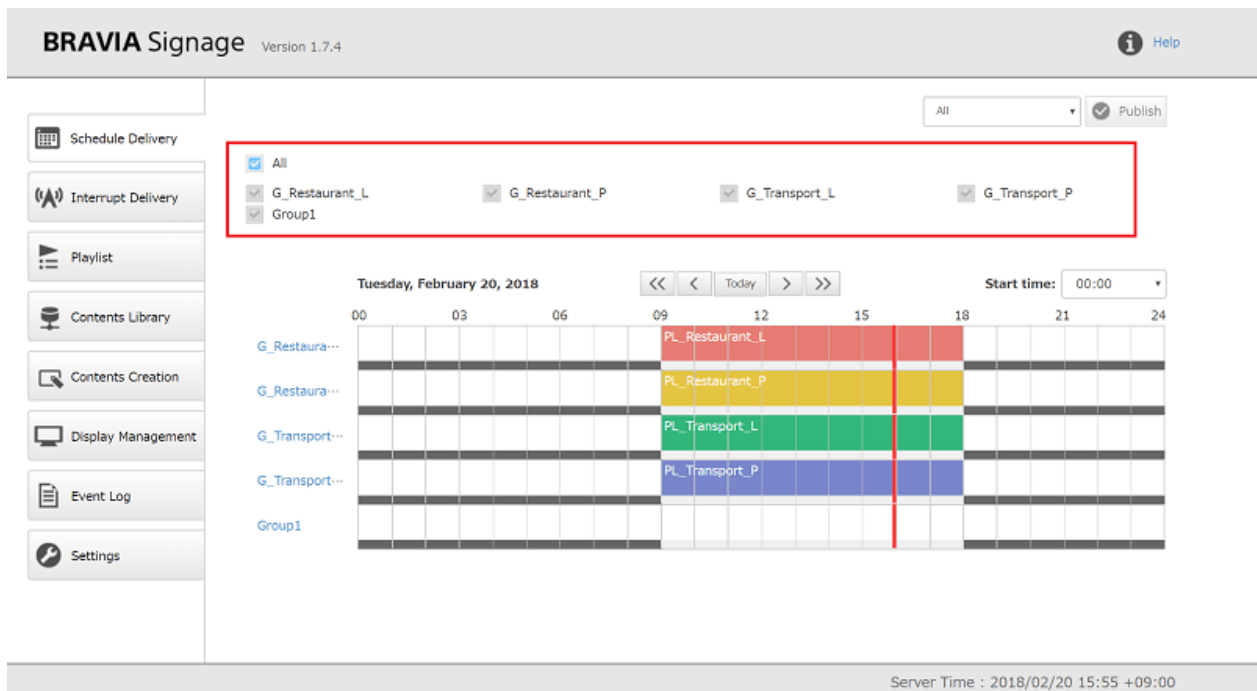 BRAVIA Signage Version 1.7.4
Help
All
Publish
Schedule Delivery
Interrupt Delivery
Playlist
Contents Library
Contents Creation
Display Management
Event Log
Settings
All
G_Restaurant_L G_Restaurant_P G_Transport_L G_Transport_P
Group1
Tuesday, February 20, 2018 Today Start time: 00:00
00 03 06 09 12 15 18 21 24
G_Restaura··· PL_Restaurant_L
G_Restaura··· PL_Restaurant_P
G_Transport··· PL_Transport_L
G_Transport··· PL_Transport_P
Group1
Server Time : 2018/02/20 15:55 +09:00